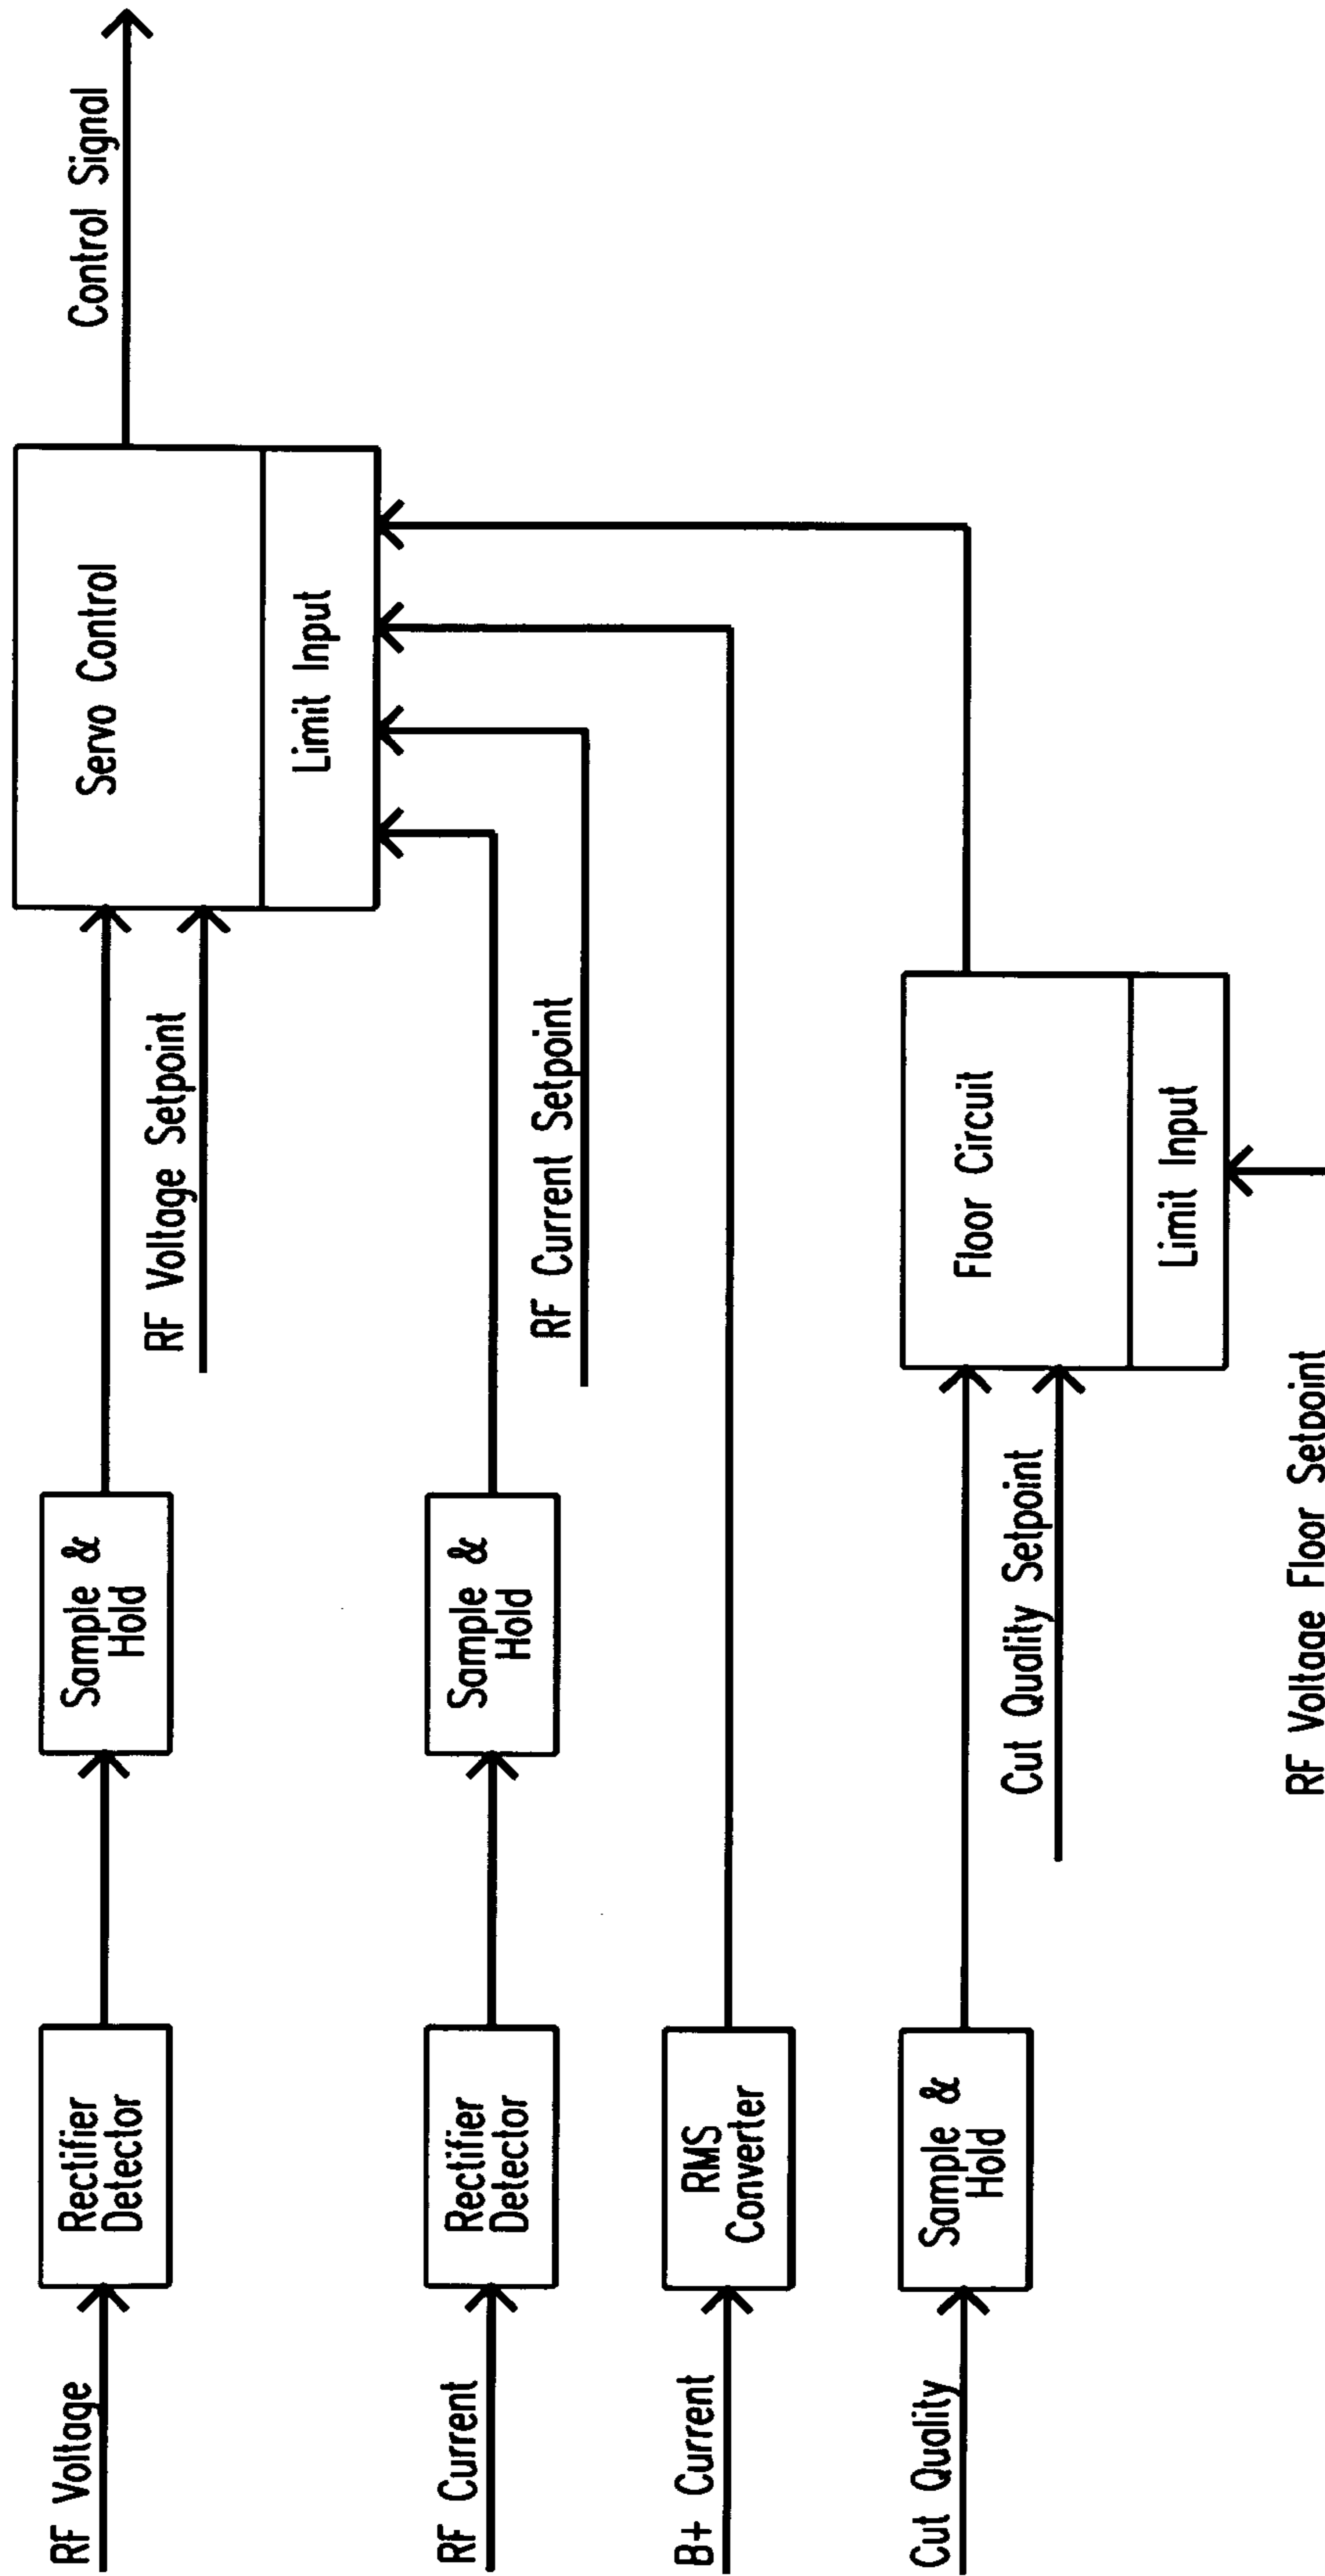 RF Voltage
Rectifier
Detector
Sample &
Hold
RF Voltage Setpoint
Servo Control
Limit Input
Control Signal
RF Current
Rectifier
Detector
Sample &
Hold
RF Current Setpoint
B+ Current
RMS
Converter
Cut Quality
Sample &
Hold
Cut Quality Setpoint
Floor Circuit
Limit Input
RF Voltage Floor Setpoint